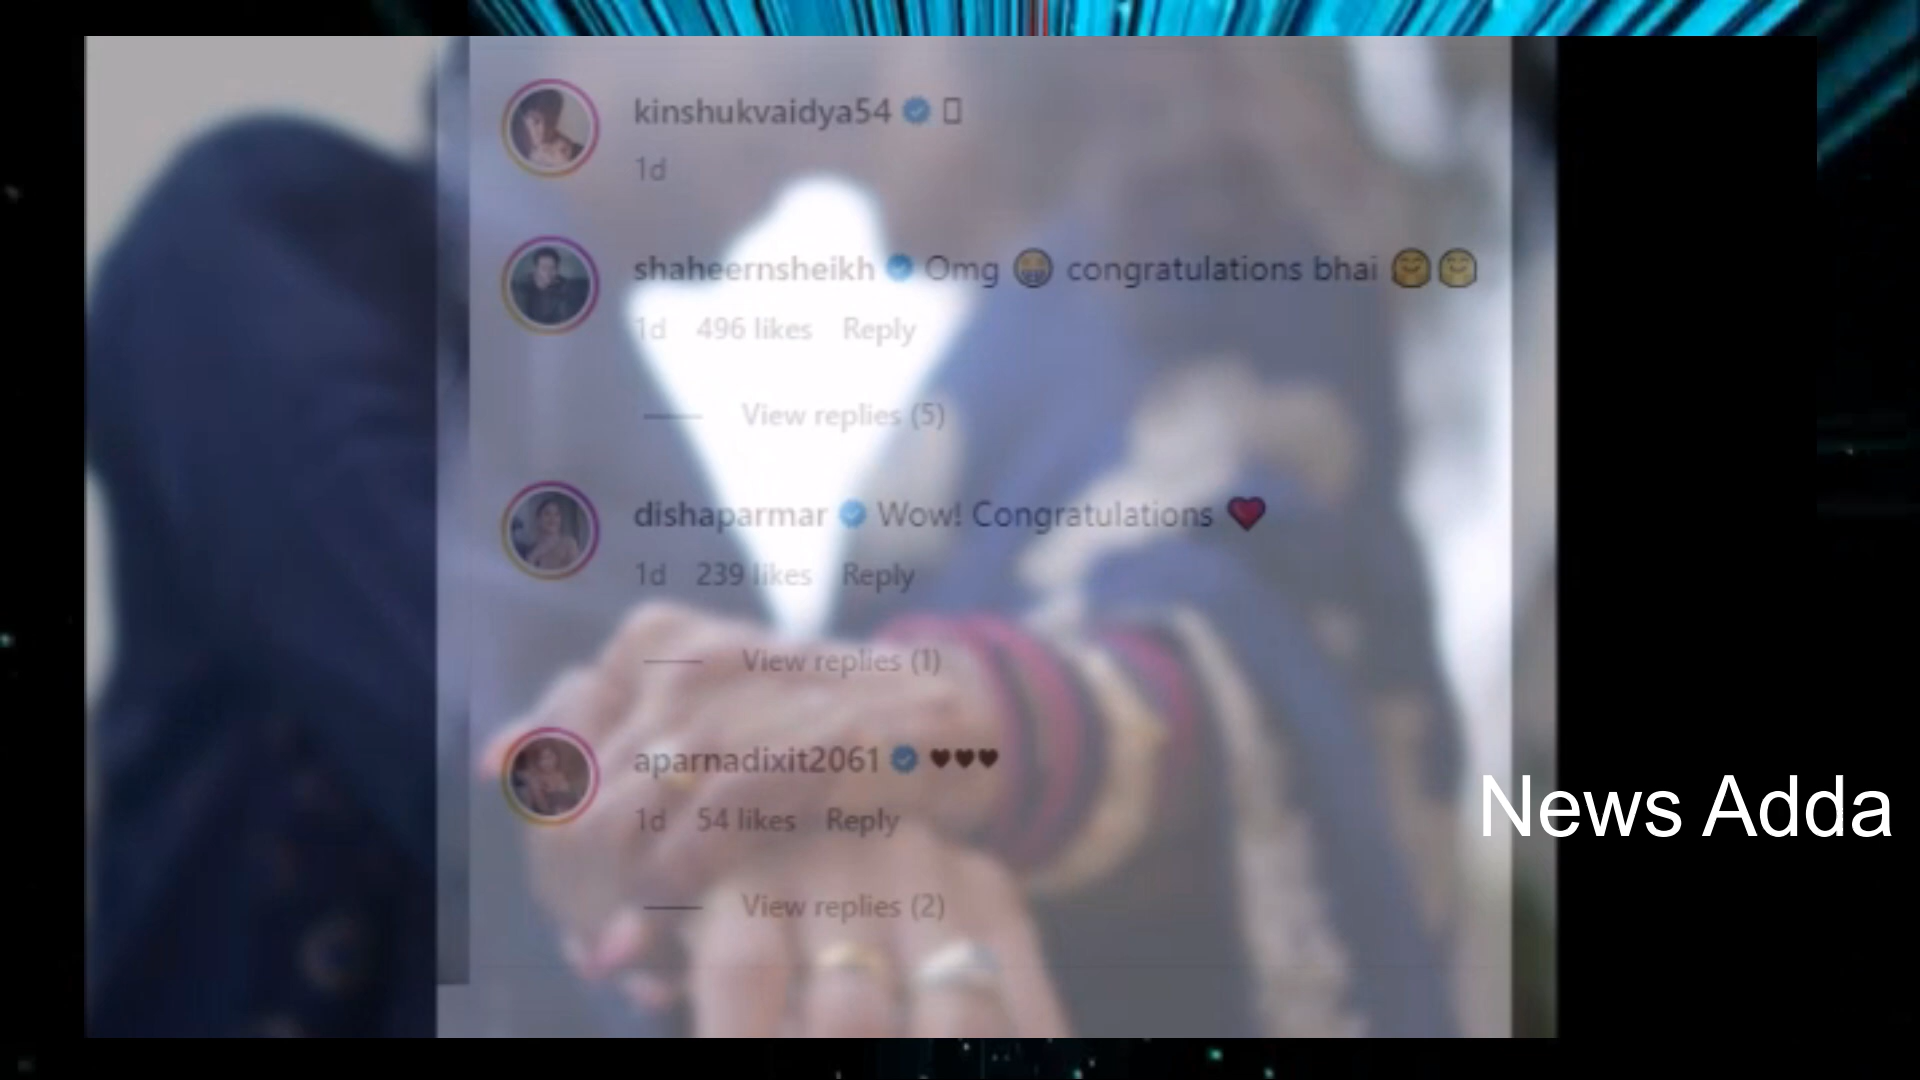 kinshukvaidya54
1d
shaheernsheikh Omg 😁 congratulations bhai 🤗🤗
1d 496 likes Reply
View replies (5)
dishaparmar Wow! Congratulations ❤️
1d 239 likes Reply
View replies (1)
aparnadixit2061 ♥♥♥
1d 54 likes Reply
News Adda
View replies (2)